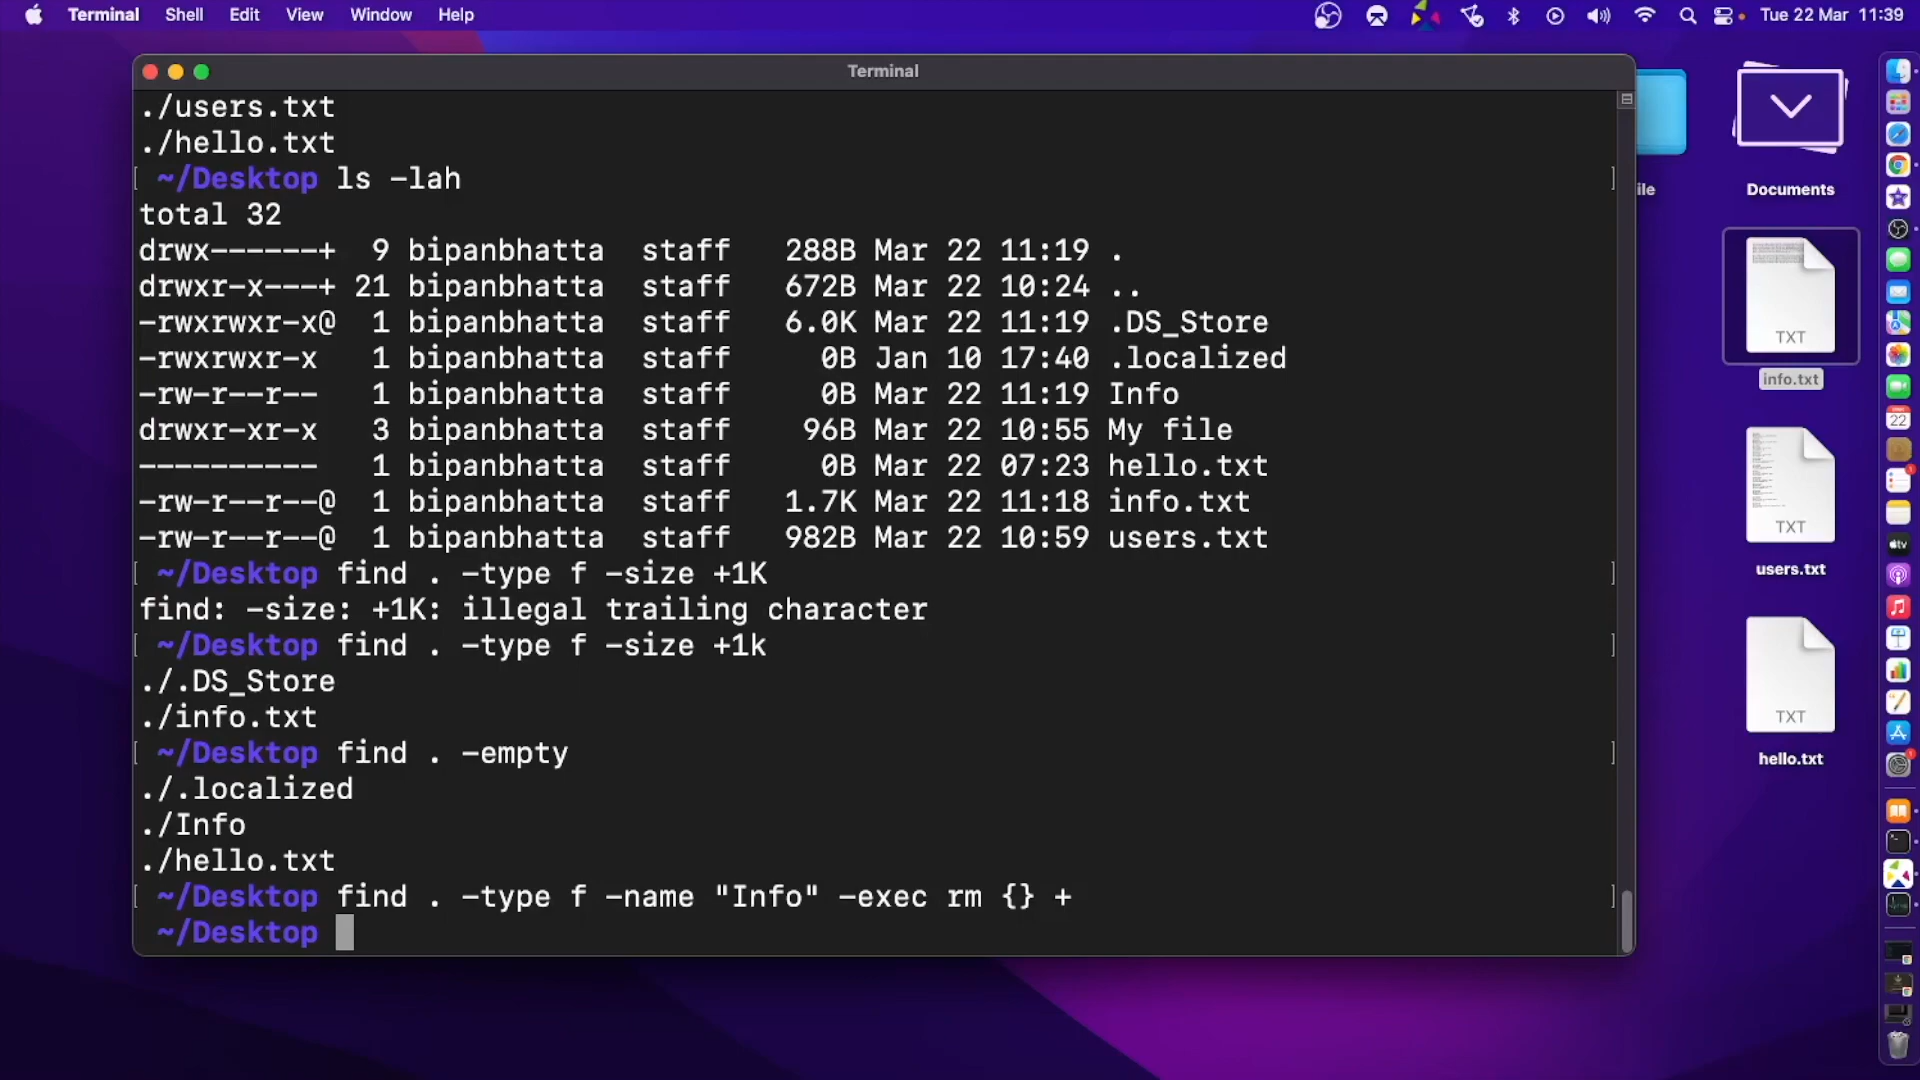 Terminal Shell Edit View Window Help Tue 22 Mar 11:39
Terminal
./users.txt
./hello.txt
[ ~/Desktop ls -lah ]
total 32
drwx------+ 9 bipanbhatta staff 288B Mar 22 11:19 .
drwxr-x---+ 21 bipanbhatta staff 672B Mar 22 10:24 ..
-rwxrwxr-x@ 1 bipanbhatta staff 6.0K Mar 22 11:19 .DS_Store
-rwxrwxr-x 1 bipanbhatta staff 0B Jan 10 17:40 .localized
-rw-r--r-- 1 bipanbhatta staff 0B Mar 22 11:19 Info
drwxr-xr-x 3 bipanbhatta staff 96B Mar 22 10:55 My file
---------- 1 bipanbhatta staff 0B Mar 22 07:23 hello.txt
-rw-r--r--@ 1 bipanbhatta staff 1.7K Mar 22 11:18 info.txt
-rw-r--r--@ 1 bipanbhatta staff 982B Mar 22 10:59 users.txt
[ ~/Desktop find . -type f -size +1K ]
find: -size: +1K: illegal trailing character
[ ~/Desktop find . -type f -size +1k ]
./.DS_Store
./info.txt
[ ~/Desktop find . -empty ]
./.localized
./Info
./hello.txt
[ ~/Desktop find . -type f -name "Info" -exec rm {} + ]
~/Desktop
ile
Documents
TXT
info.txt
TXT
users.txt
TXT
hello.txt
22
tv